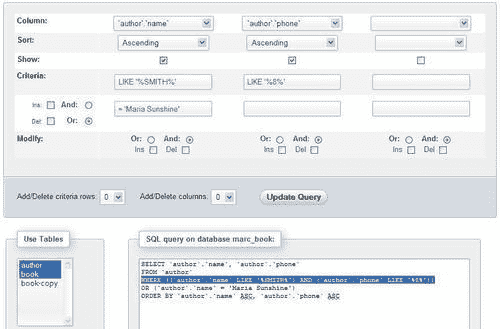 Column: `author`.`name` `author`.`phone`
Sort: Ascending Ascending
Show:
Criteria:
LIKE '%SMITH%' LIKE '%8%'
Ins: And: = 'Maria Sunshine'
Del: Or:
Modify: Or: And: Or: And: Or: And:
Ins Del Ins Del Ins Del
Add/Delete criteria rows: 0 Add/Delete columns: 0 Update Query
Use Tables SQL query on database marc_book:
author
book
book-copy
SELECT `author`.`name`, `author`.`phone`
FROM `author`
WHERE ((`author`.`name` LIKE '%SMITH%') AND (`author`.`phone` LIKE '%8%'))
OR (`author`.`name` = 'Maria Sunshine')
ORDER BY `author`.`name` ASC, `author`.`phone` ASC